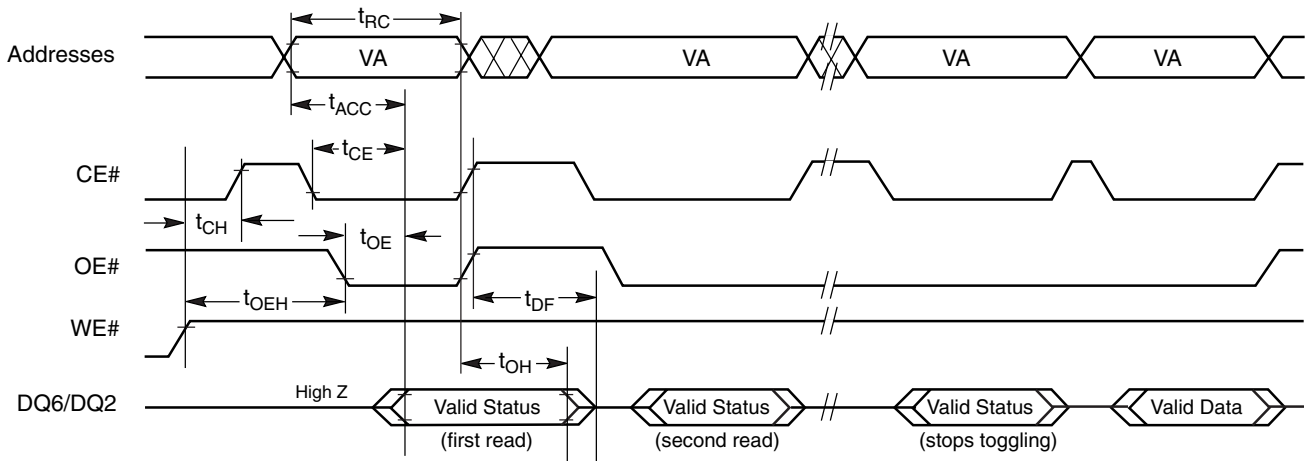 tRC
Addresses VA VA VA VA
tACC
tCE
CE#
tCH
tOE
OE#
tOEH
tDF
WE#
tOH
High Z
DQ6/DQ2 Valid Status Valid Status Valid Status Valid Data
(first read) (second read) (stops toggling)